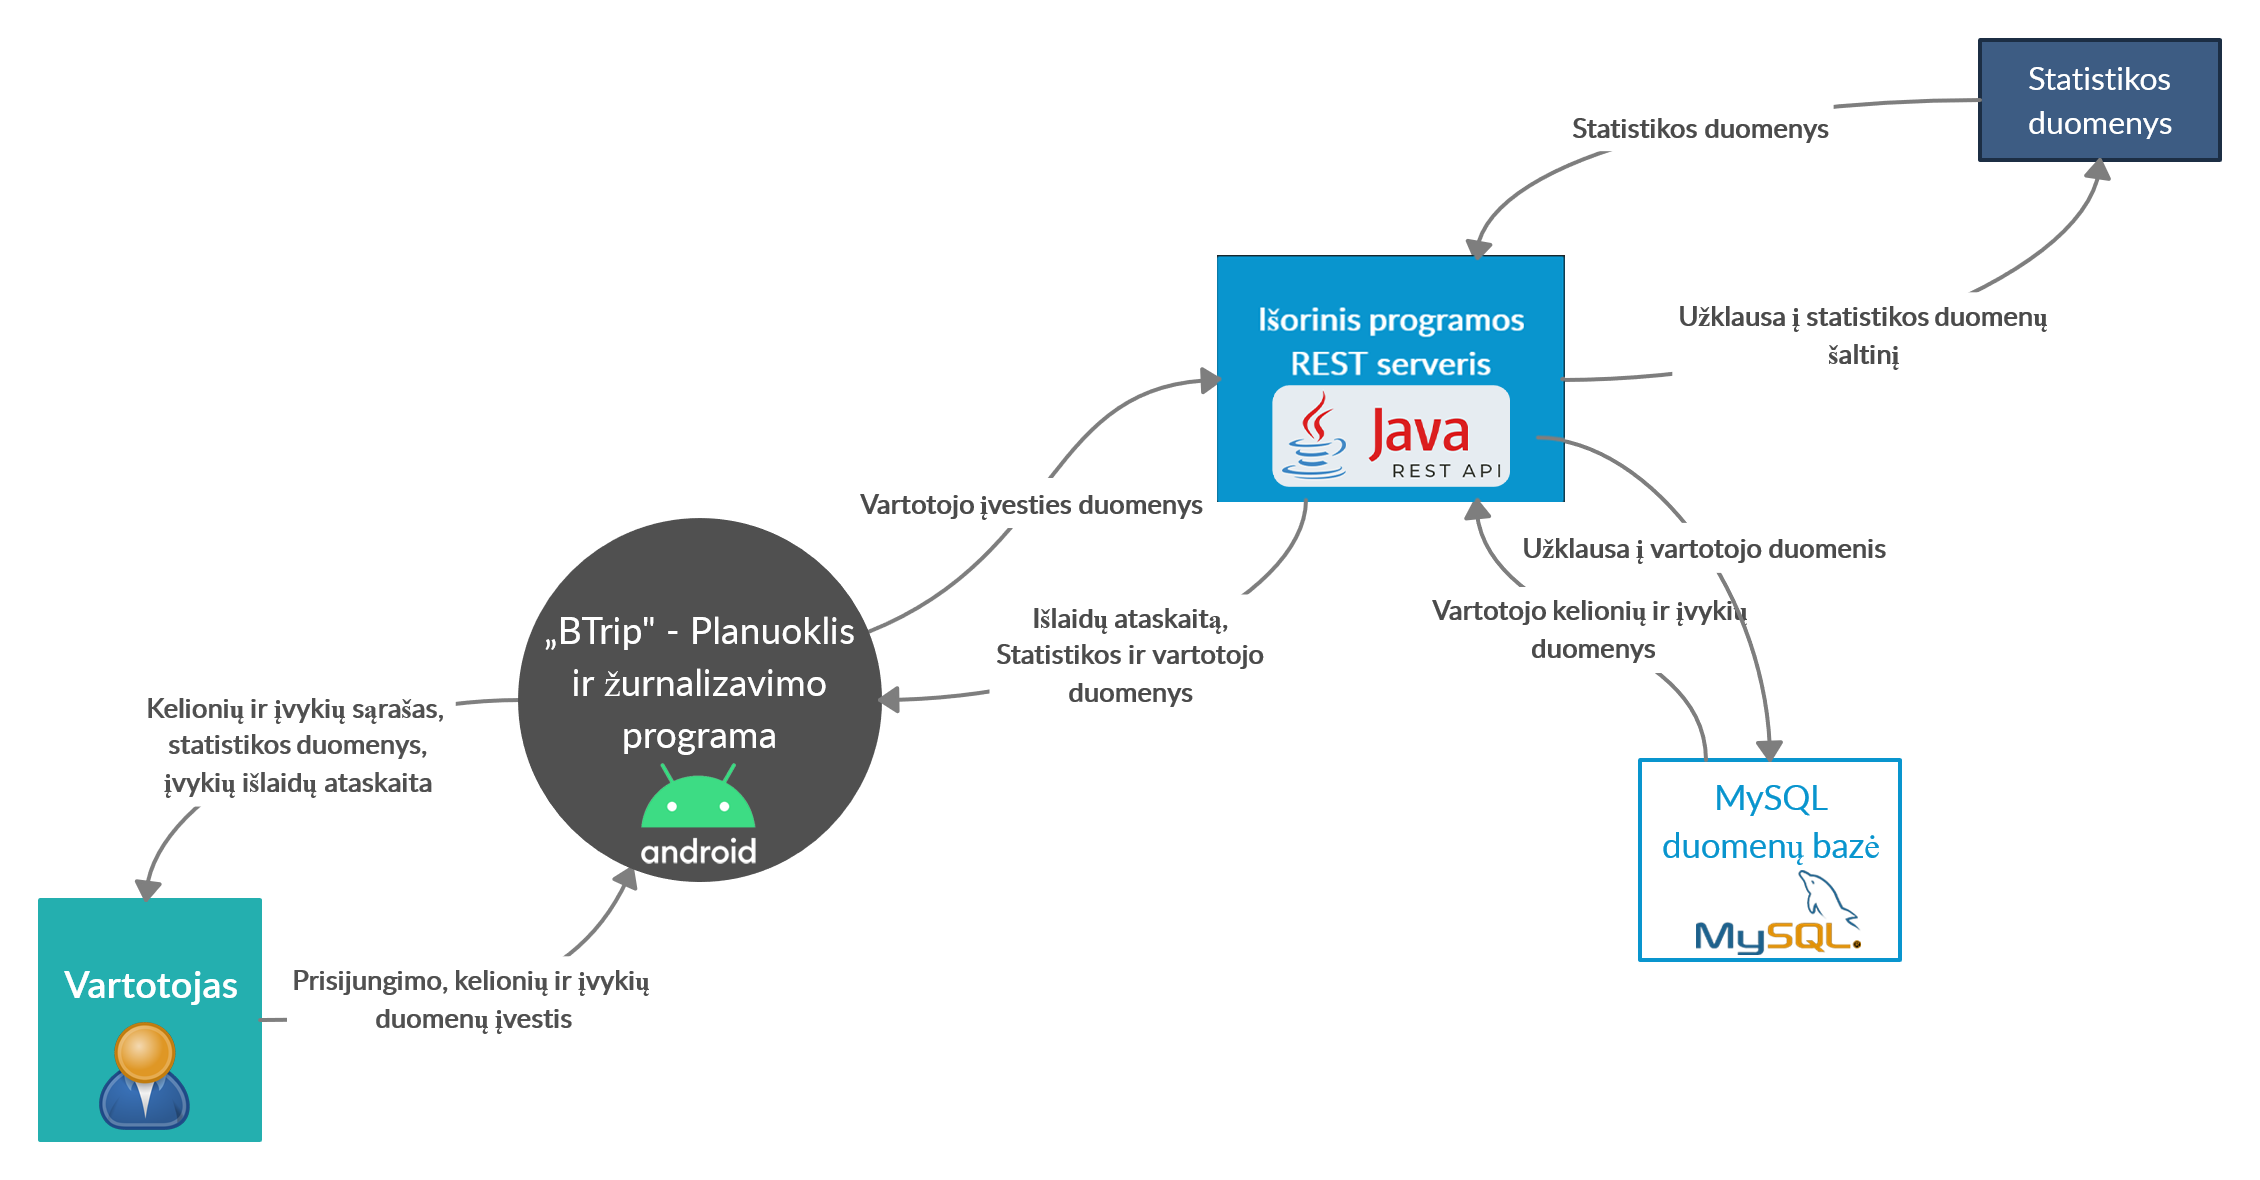 Statistikos
duomenys
Statistikos duomenys
Išorinis programos
REST serveris
Java
REST API
Užklausa į statistikos duomenų
šaltinį
Vartotojo įvesties duomenys
Užklausa į vartotojo duomenis
Vartotojo kelionių ir įvykių
duomenys
Išlaidų ataskaitą,
Statistikos ir vartotojo
duomenys
„BTrip" - Planuoklis
ir žurnalizavimo
programa
android
Kelionių ir įvykių sąrašas,
statistikos duomenys,
įvykių išlaidų ataskaita
MySQL
duomenų bazė
MySQL.
Vartotojas
Prisijungimo, kelionių ir įvykių
duomenų įvestis